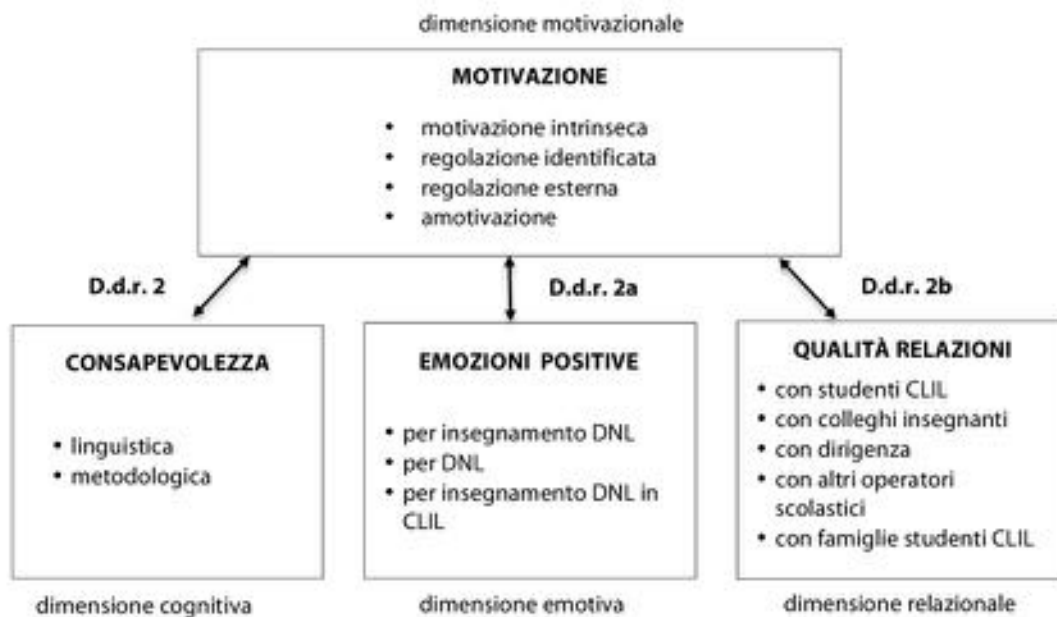 dimensione motivazionale
MOTIVAZIONE
• motivazione intrinseca
• regolazione identificata
• regolazione esterna
• amotivazione
D.d.r. 2
D.d.r. 2a
D.d.r. 2b
CONSAPEVOLEZZA
• linguistica
• metodologica
dimensione cognitiva
EMOZIONI POSITIVE
• per insegnamento DNL
• per DNL
• per insegnamento DNL in
CLIL
dimensione emotiva
QUALITÀ RELAZIONI
• con studenti CLIL
• con colleghi insegnanti
• con dirigenza
• con altri operatori
scolastici
• con famiglie studenti CLIL
dimensione relazionale